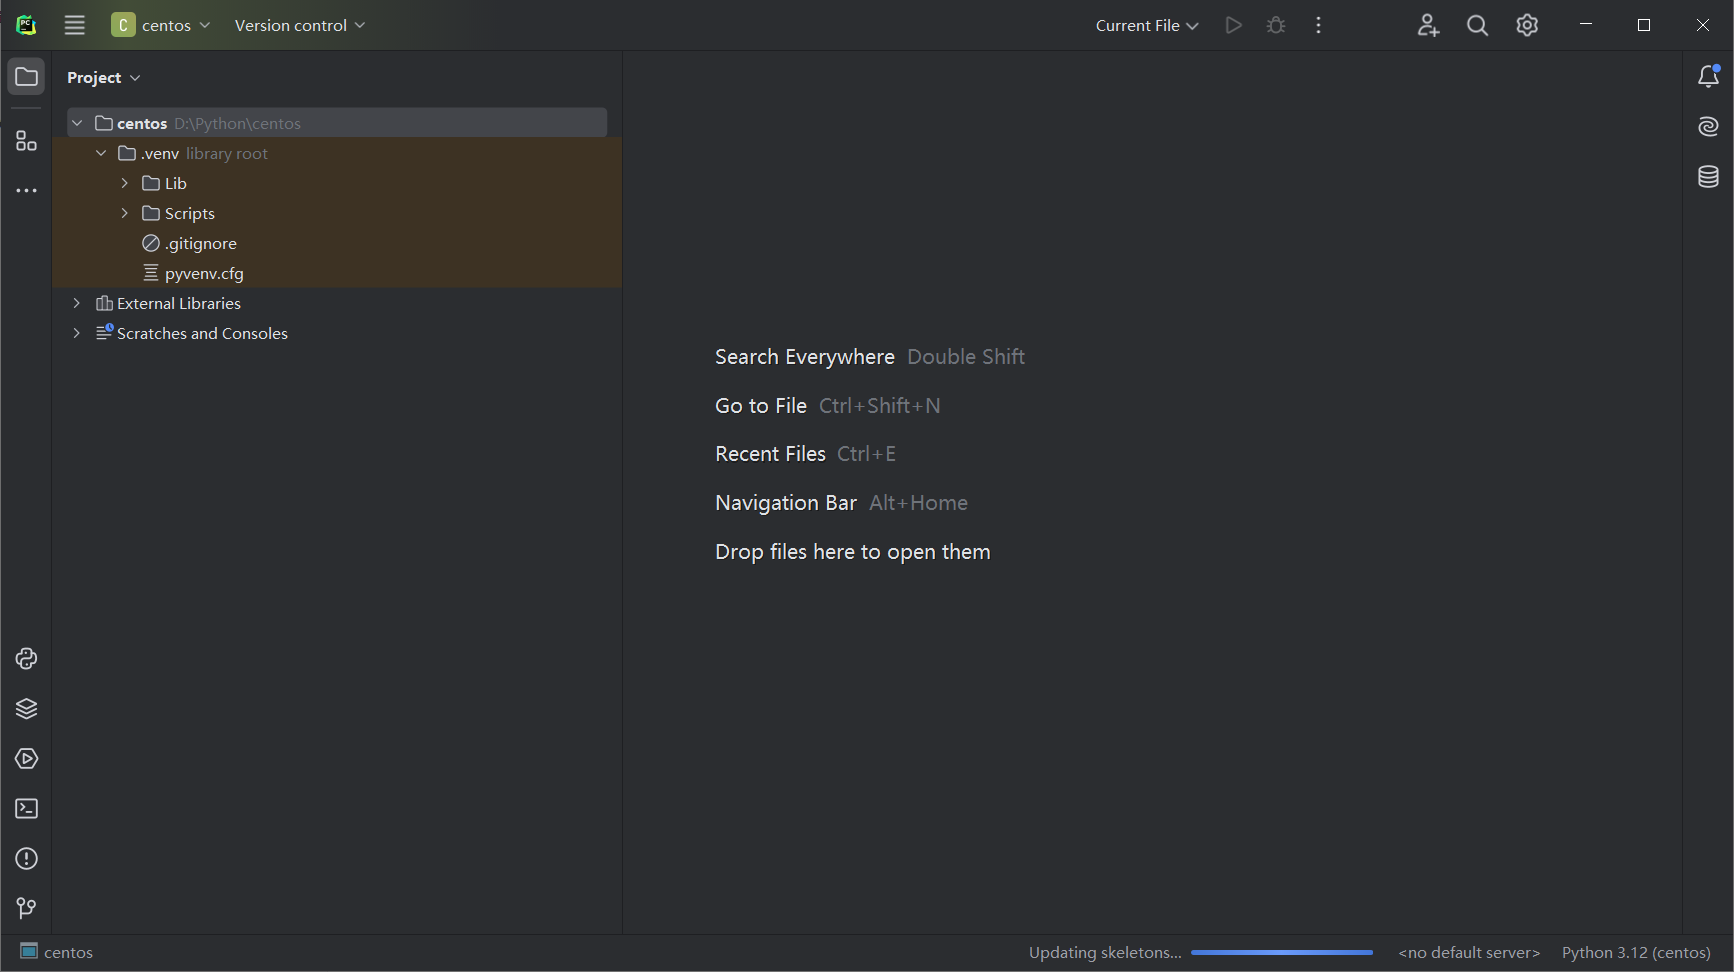 C centos Version control Current File
Project
centos D:\Python\centos
.venv library root
Lib
Scripts
.gitignore
pyvenv.cfg
External Libraries
Scratches and Consoles
Search Everywhere Double Shift
Go to File Ctrl+Shift+N
Recent Files Ctrl+E
Navigation Bar Alt+Home
Drop files here to open them
centos Updating skeletons... <no default server> Python 3.12 (centos)